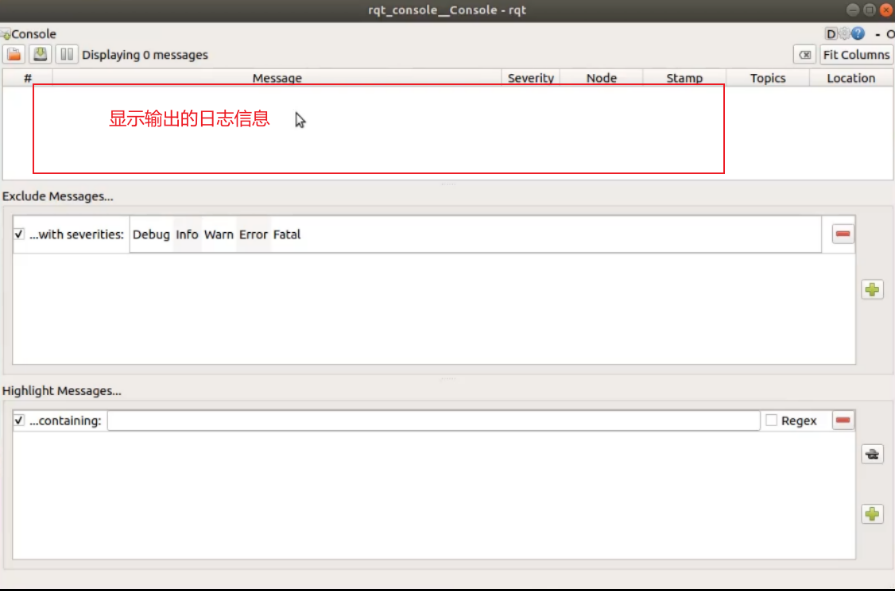 rqt_console__Console - rqt
Console D - O
Displaying 0 messages Fit Columns
# Message Severity Node Stamp Topics Location
显示输出的日志信息
Exclude Messages...
...with severities: Debug Info Warn Error Fatal
Highlight Messages...
...containing: Regex